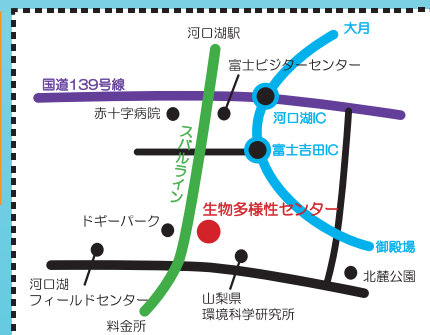 河口湖駅
大月
富士ビジターセンター
国道139号線
赤十字病院
河口湖IC
スバルライン
富士吉田IC
生物多様性センター
ドギーパーク
御殿場
北麓公園
河口湖
フィールドセンター
山梨県
環境科学研究所
料金所